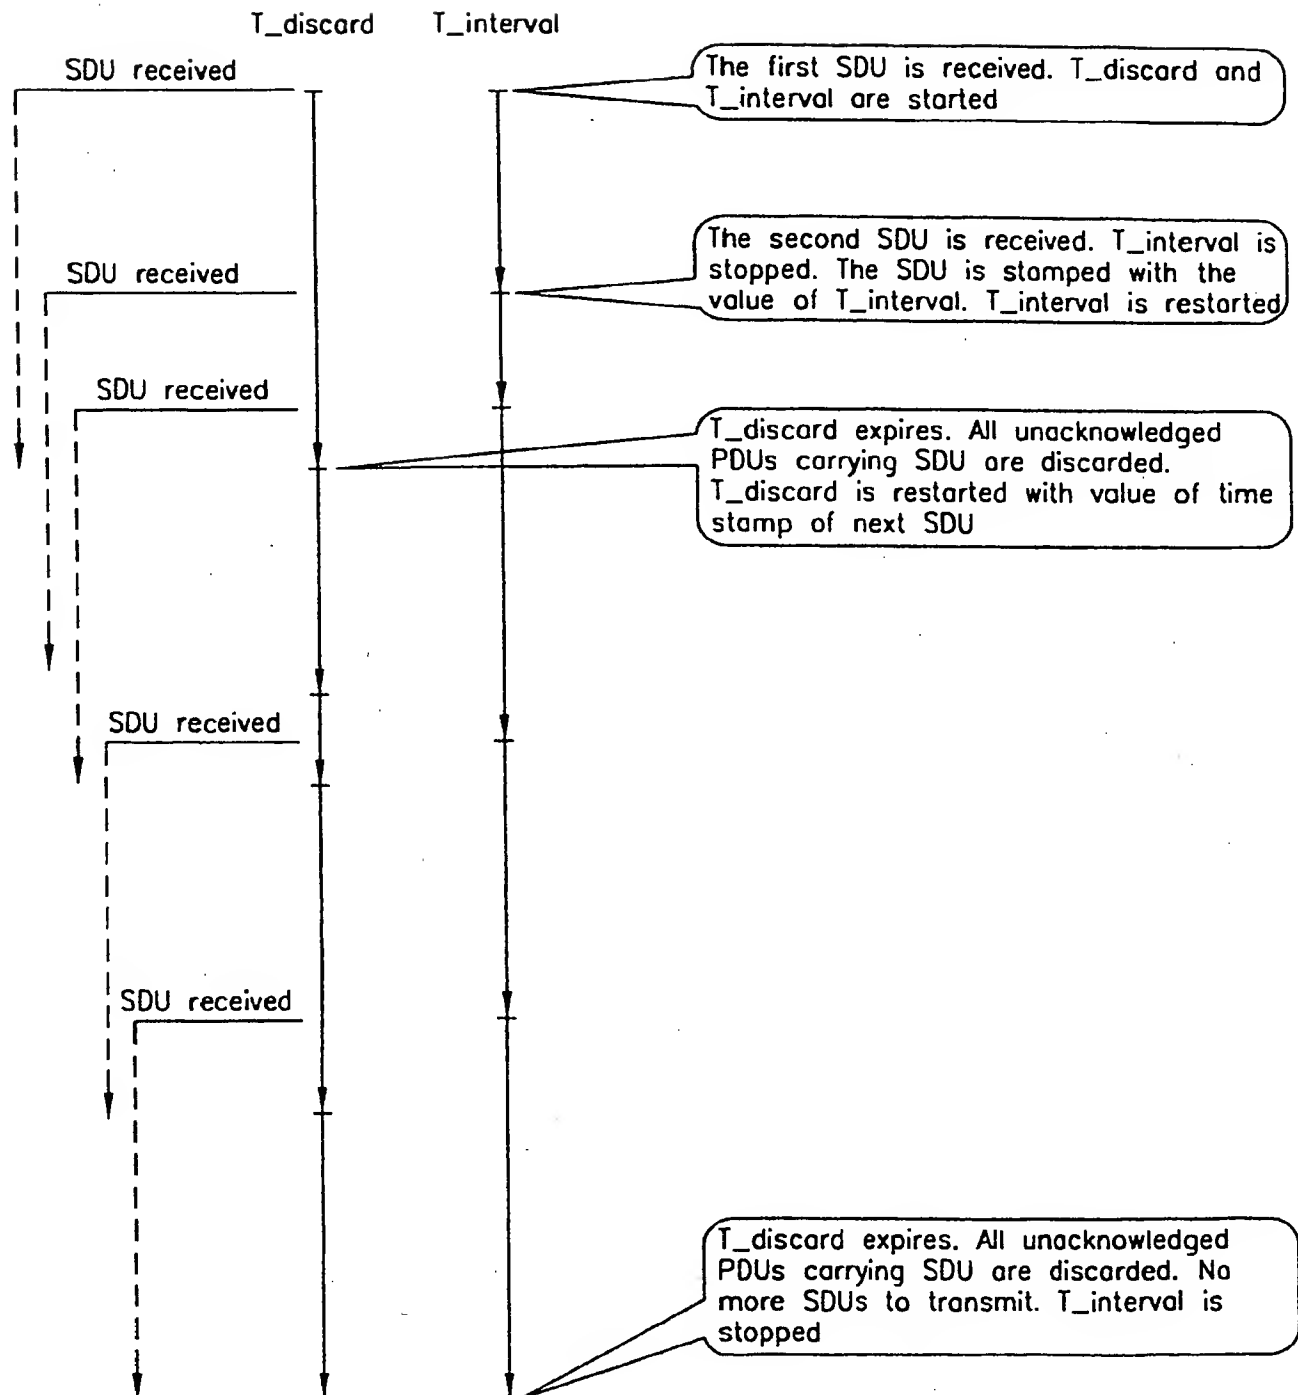 T_discard T_interval
SDU received
The first SDU is received. T_discard and
T_interval are started
SDU received
The second SDU is received. T_interval is
stopped. The SDU is stamped with the
value of T_interval. T_interval is restarted
SDU received
T_discard expires. All unacknowledged
PDUs carrying SDU are discarded.
T_discard is restarted with value of time
stamp of next SDU
SDU received
SDU received
T_discard expires. All unacknowledged
PDUs carrying SDU are discarded. No
more SDUs to transmit. T_interval is
stopped